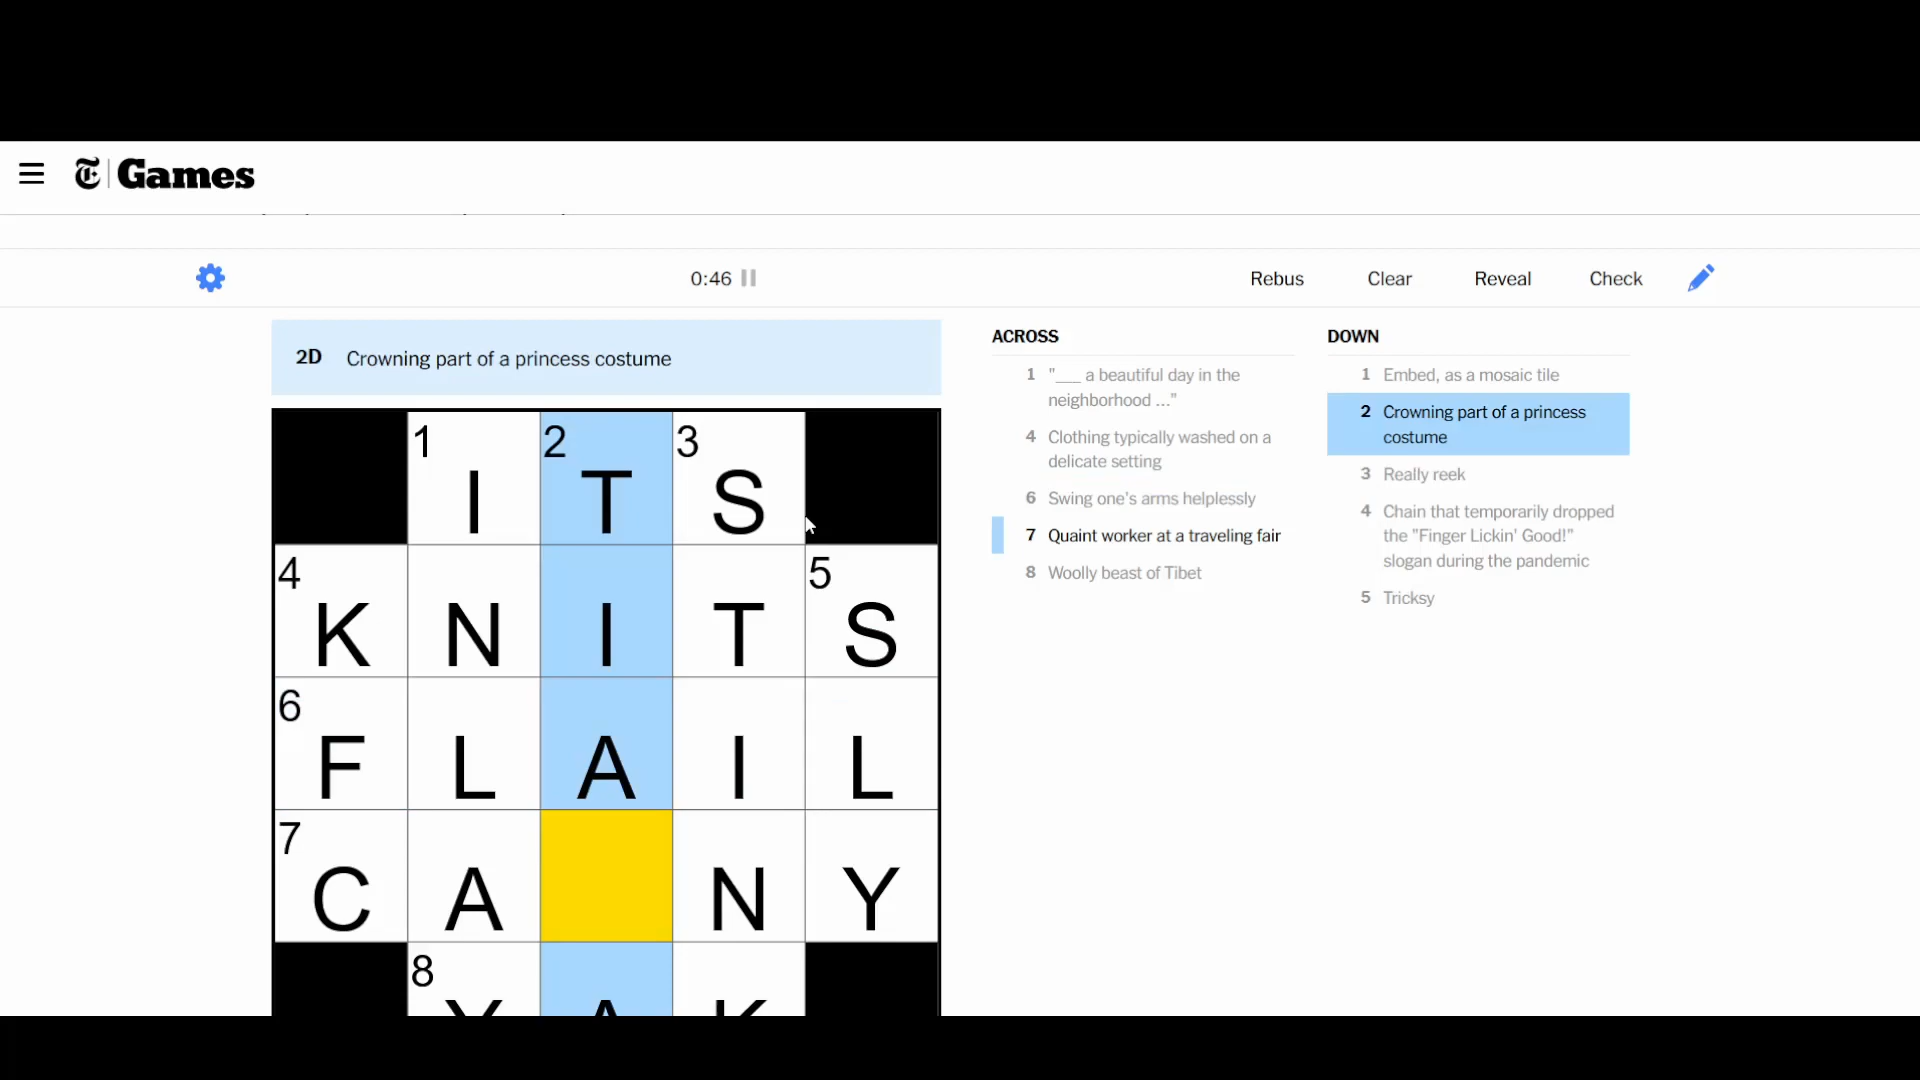 T Games
0:46
Rebus
Clear
Reveal
Check
2D Crowning part of a princess costume
1 2 3
I T S
4 5
K N I T S
6
F L A I L
7
C A N Y
8
Y A K
ACROSS
1 "___ a beautiful day in the
neighborhood ..."
4 Clothing typically washed on a
delicate setting
6 Swing one's arms helplessly
7 Quaint worker at a traveling fair
8 Woolly beast of Tibet
DOWN
1 Embed, as a mosaic tile
2 Crowning part of a princess
costume
3 Really reek
4 Chain that temporarily dropped
the "Finger Lickin' Good!"
slogan during the pandemic
5 Tricksy